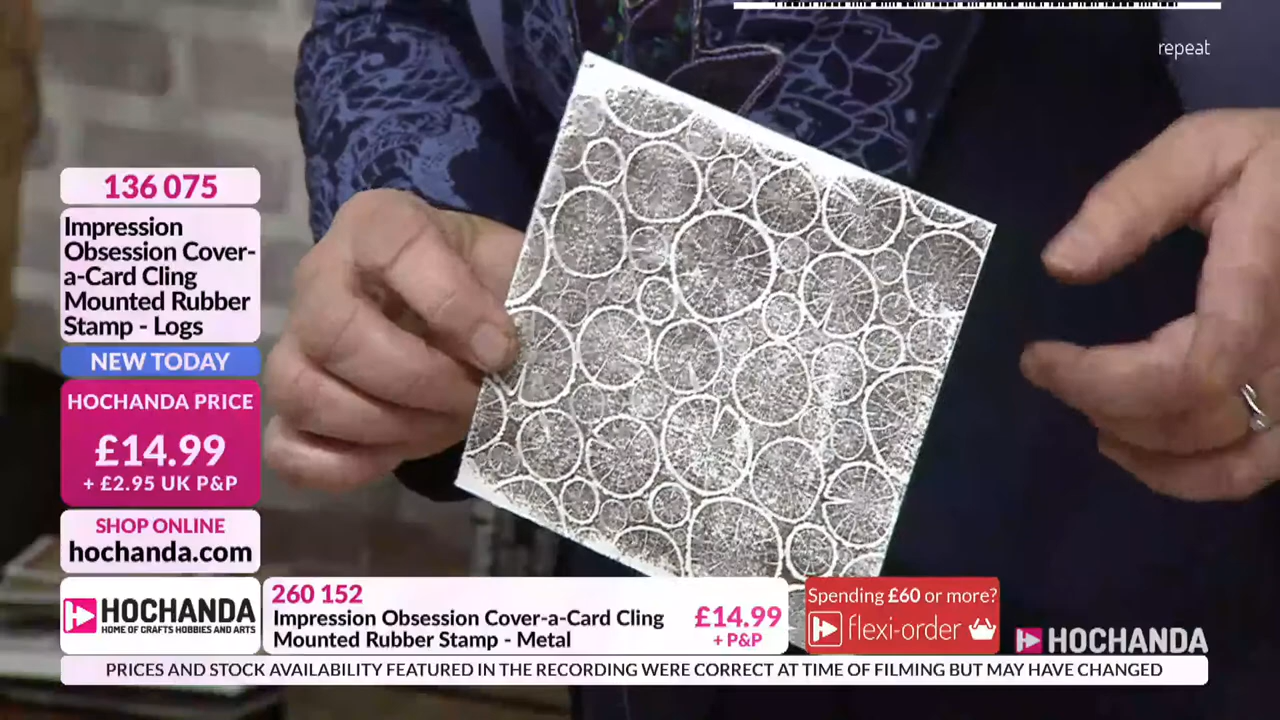 repeat
136 075
Impression
Obsession Cover-
a-Card Cling
Mounted Rubber
Stamp - Logs
NEW TODAY
HOCHANDA PRICE
£14.99
+ £2.95 UK P&P
SHOP ONLINE
hochanda.com
HOCHANDA
HOME OF CRAFTS HOBBIES AND ARTS
260 152
Impression Obsession Cover-a-Card Cling
Mounted Rubber Stamp - Metal
£14.99
+ P&P
Spending £60 or more?
flexi-order
HOCHANDA
PRICES AND STOCK AVAILABILITY FEATURED IN THE RECORDING WERE CORRECT AT TIME OF FILMING BUT MAY HAVE CHANGED